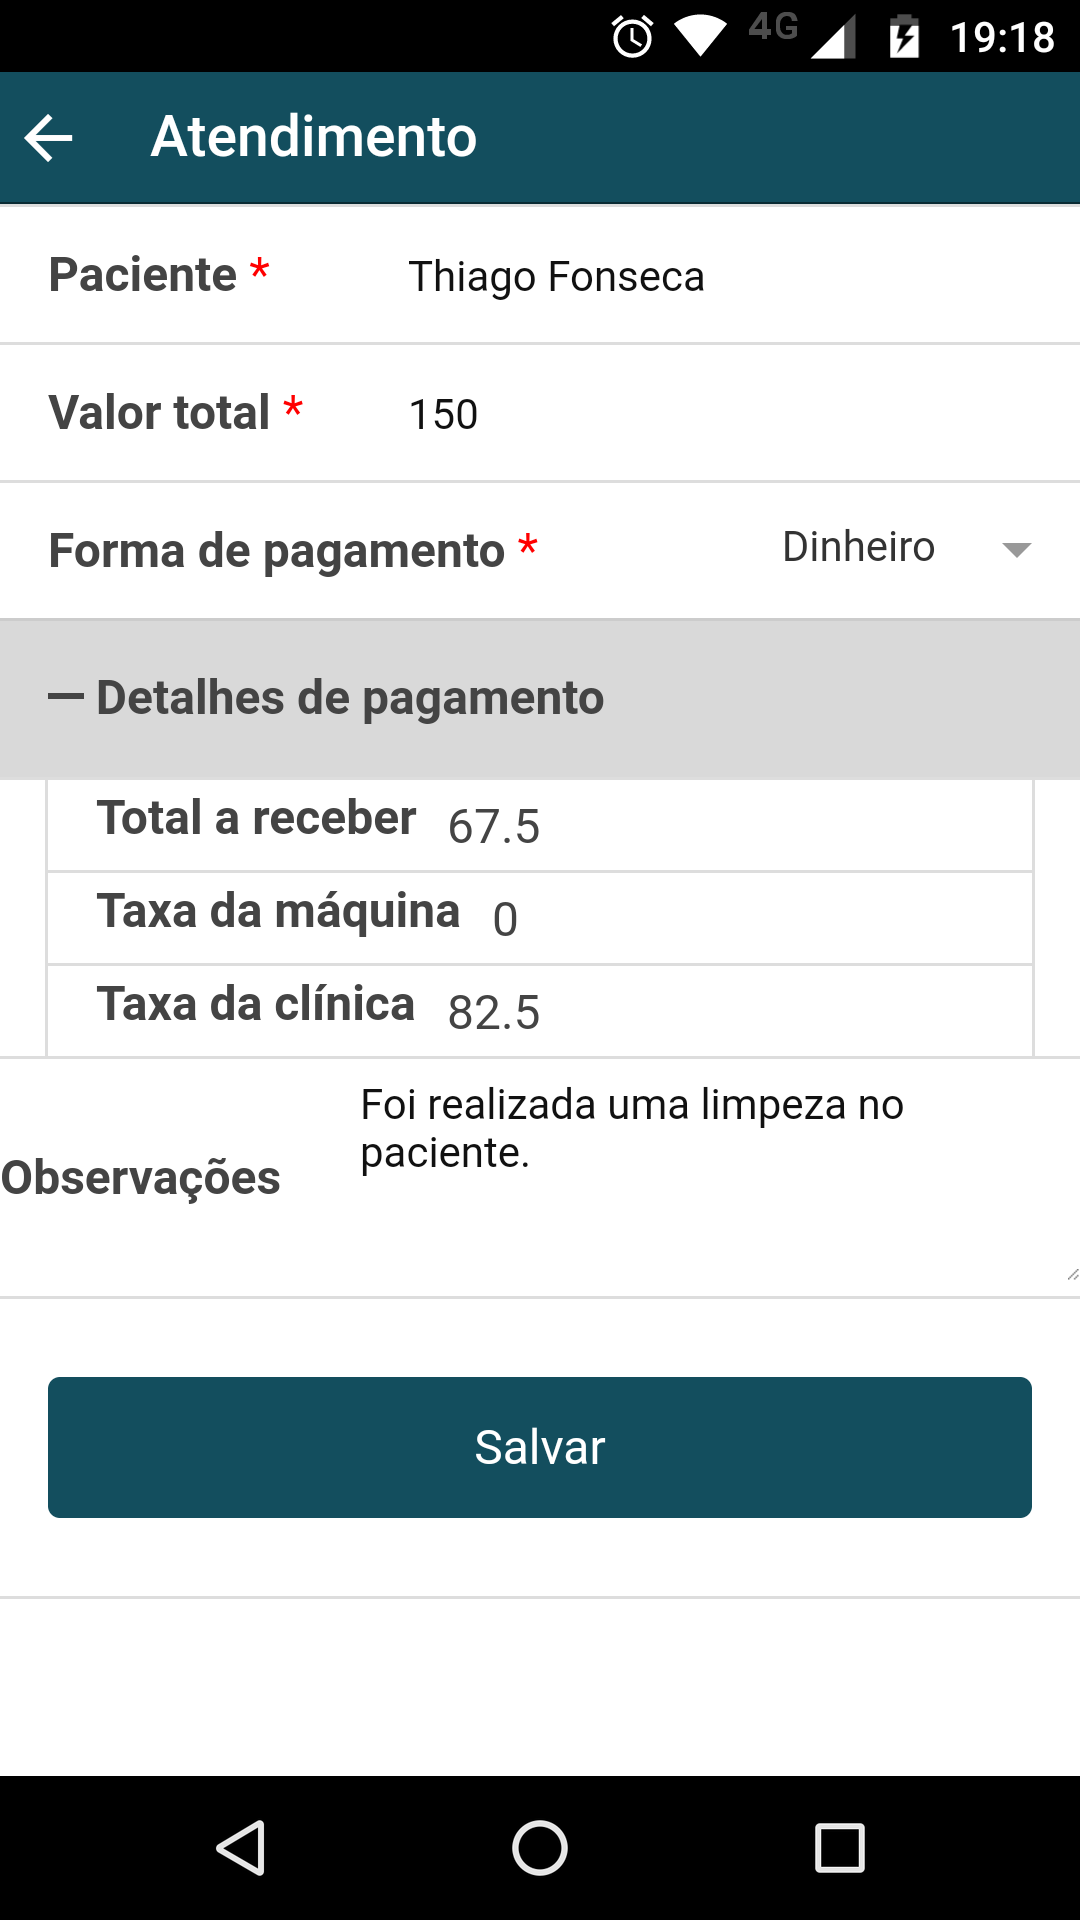 4G 19:18
Atendimento
Paciente * Thiago Fonseca
Valor total * 150
Forma de pagamento * Dinheiro
Detalhes de pagamento
Total a receber 67.5
Taxa da máquina 0
Taxa da clínica 82.5
Observações
Foi realizada uma limpeza no
paciente.
Salvar